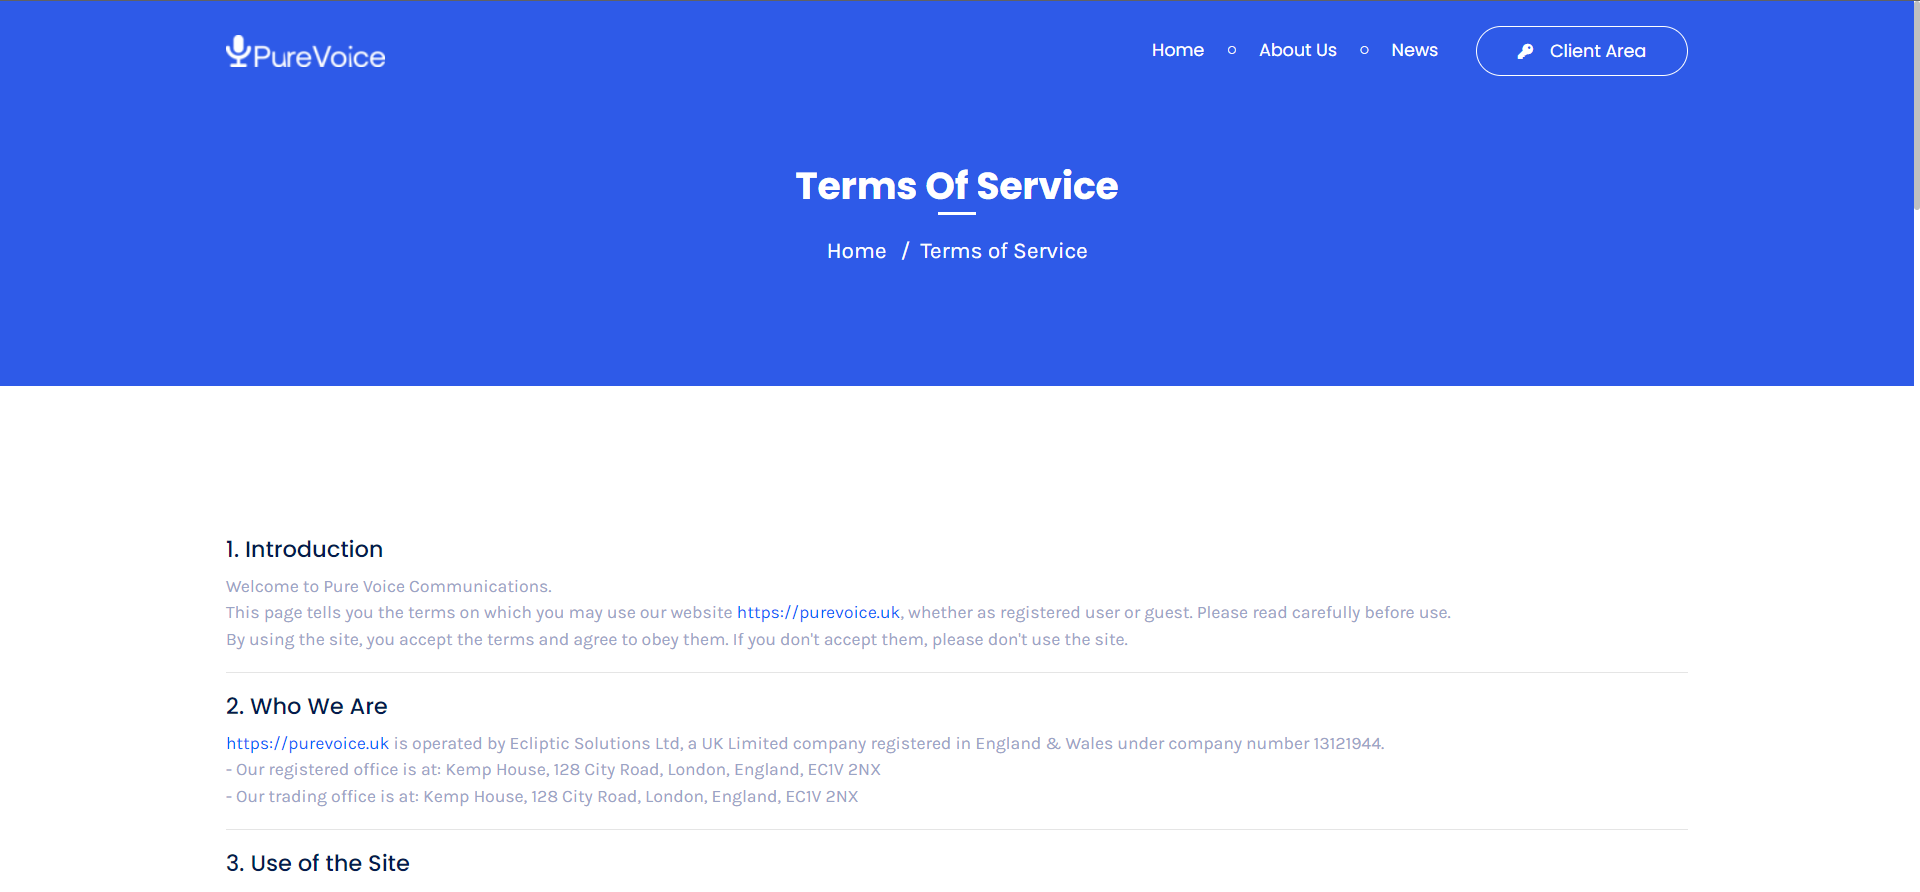 PureVoice
Home
About Us
News
Client Area
Terms Of Service
Home / Terms of Service
1. Introduction
Welcome to Pure Voice Communications.
This page tells you the terms on which you may use our website https://purevoice.uk, whether as registered user or guest. Please read carefully before use.
By using the site, you accept the terms and agree to obey them. If you don't accept them, please don't use the site.
2. Who We Are
https://purevoice.uk is operated by Ecliptic Solutions Ltd, a UK Limited company registered in England & Wales under company number 13121944.
- Our registered office is at: Kemp House, 128 City Road, London, England, EC1V 2NX
- Our trading office is at: Kemp House, 128 City Road, London, England, EC1V 2NX
3. Use of the Site